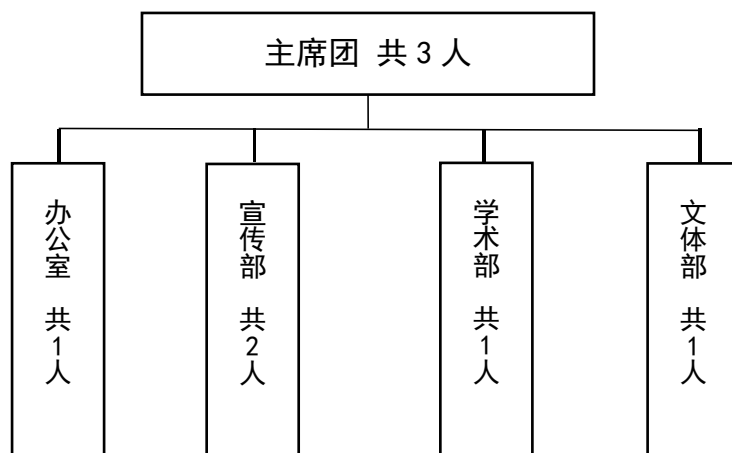 主席团 共3人
办公室 共1人
宣传部 共2人
学术部 共1人
文体部 共1人